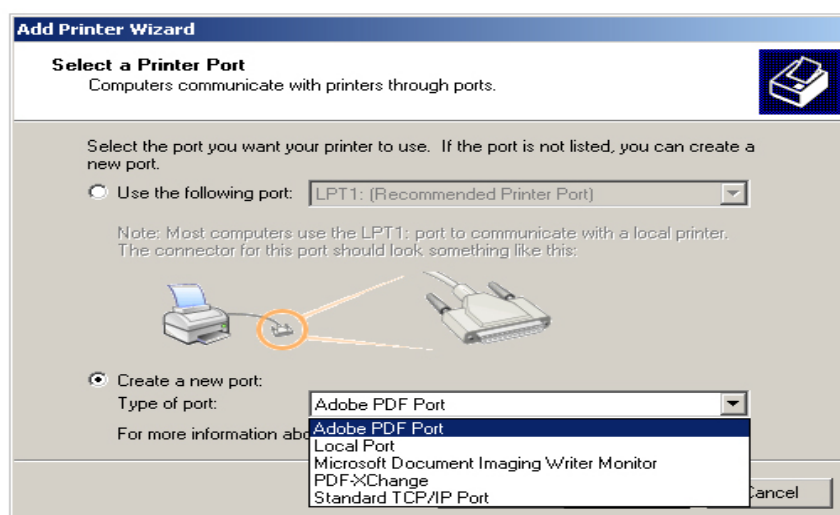 Add Printer Wizard
Select a Printer Port
Computers communicate with printers through ports.
Select the port you want your printer to use. If the port is not listed, you can create a
new port.
Use the following port: LPT1: (Recommended Printer Port)
Note: Most computers use the LPT1: port to communicate with a local printer.
The connector for this port should look something like this:
Create a new port:
Type of port: Adobe PDF Port
For more information
Adobe PDF Port
Local Port
Microsoft Document Imaging Writer Monitor
PDF-XChange
Standard TCP/IP Port
Cancel